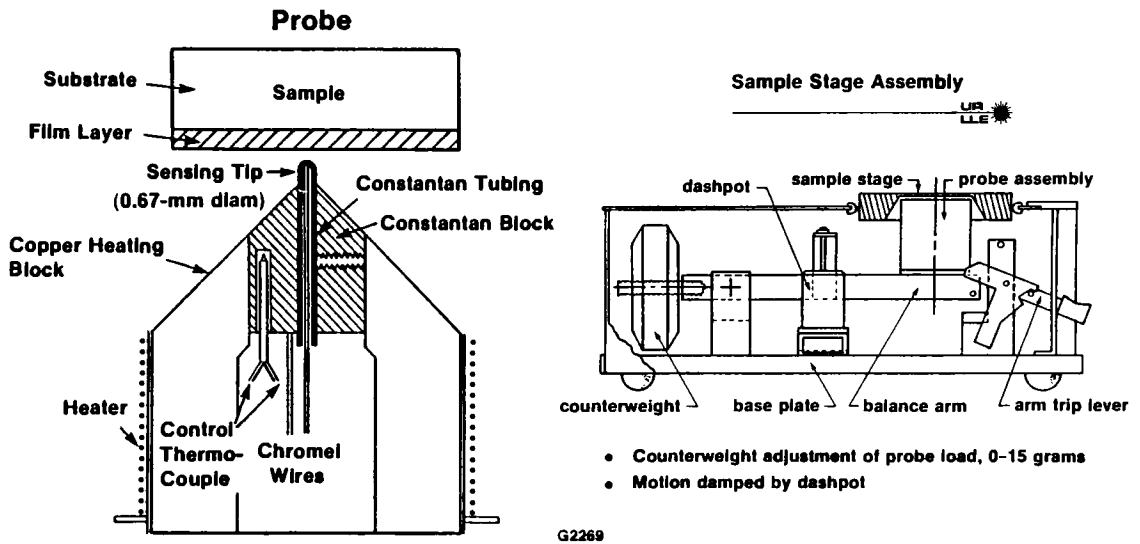 Probe
Substrate
Sample
Film Layer
Sensing Tip
(0.67-mm diam)
Constantan Tubing
Constantan Block
Copper Heating
Block
Heater
Control
Thermo-
Couple
Chromel
Wires
Sample Stage Assembly
UR
LLE
dashpot
sample stage
probe assembly
counterweight
base plate
balance arm
arm trip lever
• Counterweight adjustment of probe load, 0-15 grams
• Motion damped by dashpot
G2269